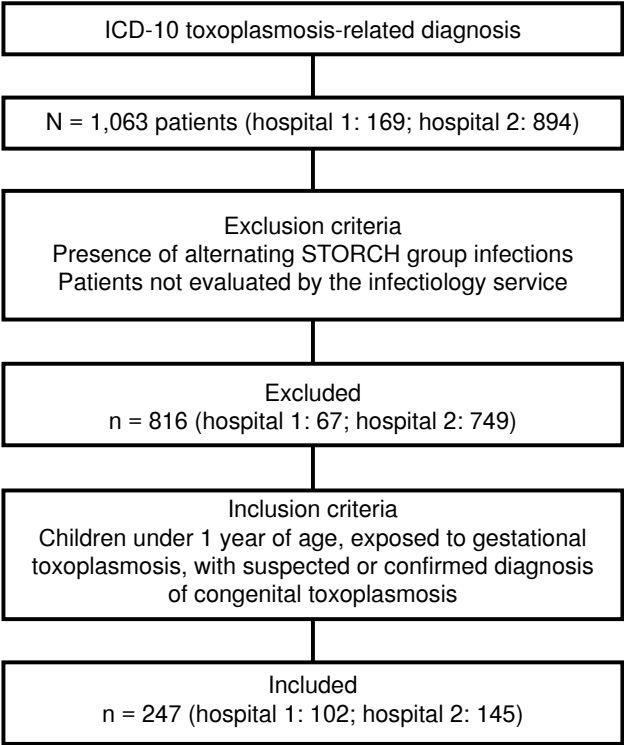 ICD-10 toxoplasmosis-related diagnosis
N = 1,063 patients (hospital 1: 169; hospital 2: 894)
Exclusion criteria
Presence of alternating STORCH group infections
Patients not evaluated by the infectiology service
Excluded
n = 816 (hospital 1: 67; hospital 2: 749)
Inclusion criteria
Children under 1 year of age, exposed to gestational
toxoplasmosis, with suspected or confirmed diagnosis
of congenital toxoplasmosis
Included
n = 247 (hospital 1: 102; hospital 2: 145)